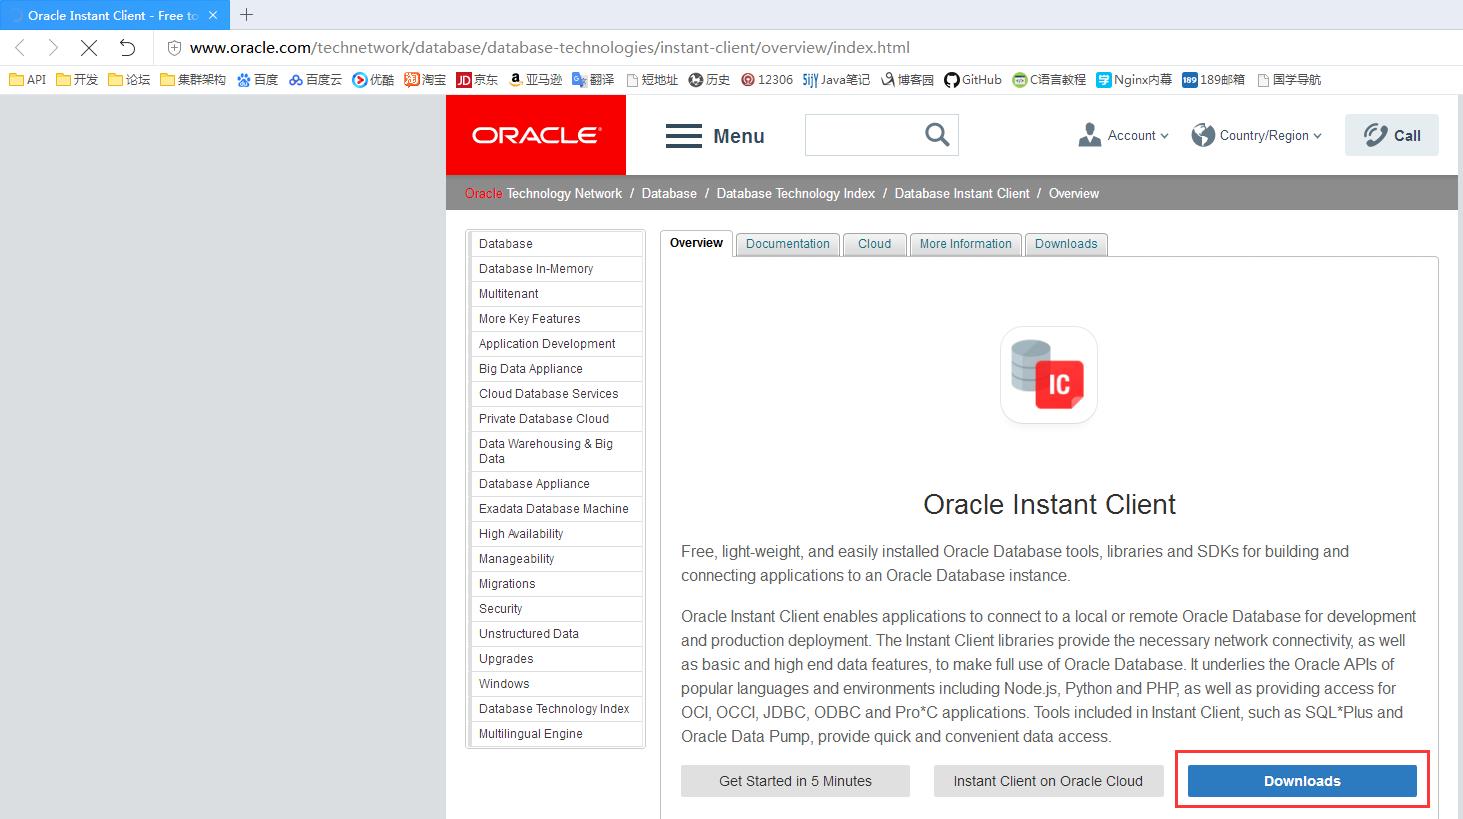 Oracle Instant Client - Free to
www.oracle.com/technetwork/database/database-technologies/instant-client/overview/index.html
API 开发 论坛 集群架构 百度 百度云 优酷 淘宝 JD 京东 亚马逊 翻译 短地址 历史 12306 Java笔记 博客园 GitHub C语言教程 Nginx内幕 189 189邮箱 国学导航
ORACLE
Menu
Account
Country/Region
Call
Oracle Technology Network / Database / Database Technology Index / Database Instant Client / Overview
Database
Database In-Memory
Multitenant
More Key Features
Application Development
Big Data Appliance
Cloud Database Services
Private Database Cloud
Data Warehousing & Big
Data
Database Appliance
Exadata Database Machine
High Availability
Manageability
Migrations
Security
Unstructured Data
Upgrades
Windows
Database Technology Index
Multilingual Engine
Overview Documentation Cloud More Information Downloads
IC
Oracle Instant Client
Free, light-weight, and easily installed Oracle Database tools, libraries and SDKs for building and
connecting applications to an Oracle Database instance.
Oracle Instant Client enables applications to connect to a local or remote Oracle Database for development
and production deployment. The Instant Client libraries provide the necessary network connectivity, as well
as basic and high end data features, to make full use of Oracle Database. It underlies the Oracle APIs of
popular languages and environments including Node.js, Python and PHP, as well as providing access for
OCI, OCCI, JDBC, ODBC and Pro*C applications. Tools included in Instant Client, such as SQL*Plus and
Oracle Data Pump, provide quick and convenient data access.
Get Started in 5 Minutes
Instant Client on Oracle Cloud
Downloads